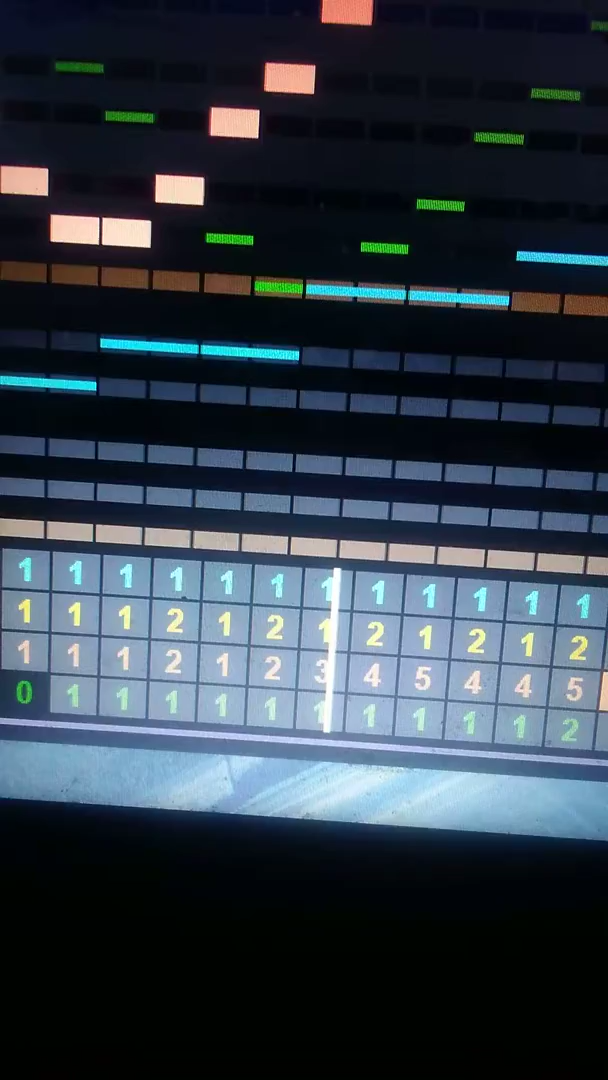 1 1 1 1 1 1 1 1 1 1 1 1
1 1 1 2 1 2 1 2 1 2 1 2
1 1 1 2 1 2 3 4 5 4 4 5
0 1 1 1 1 1 1 1 1 1 1 2